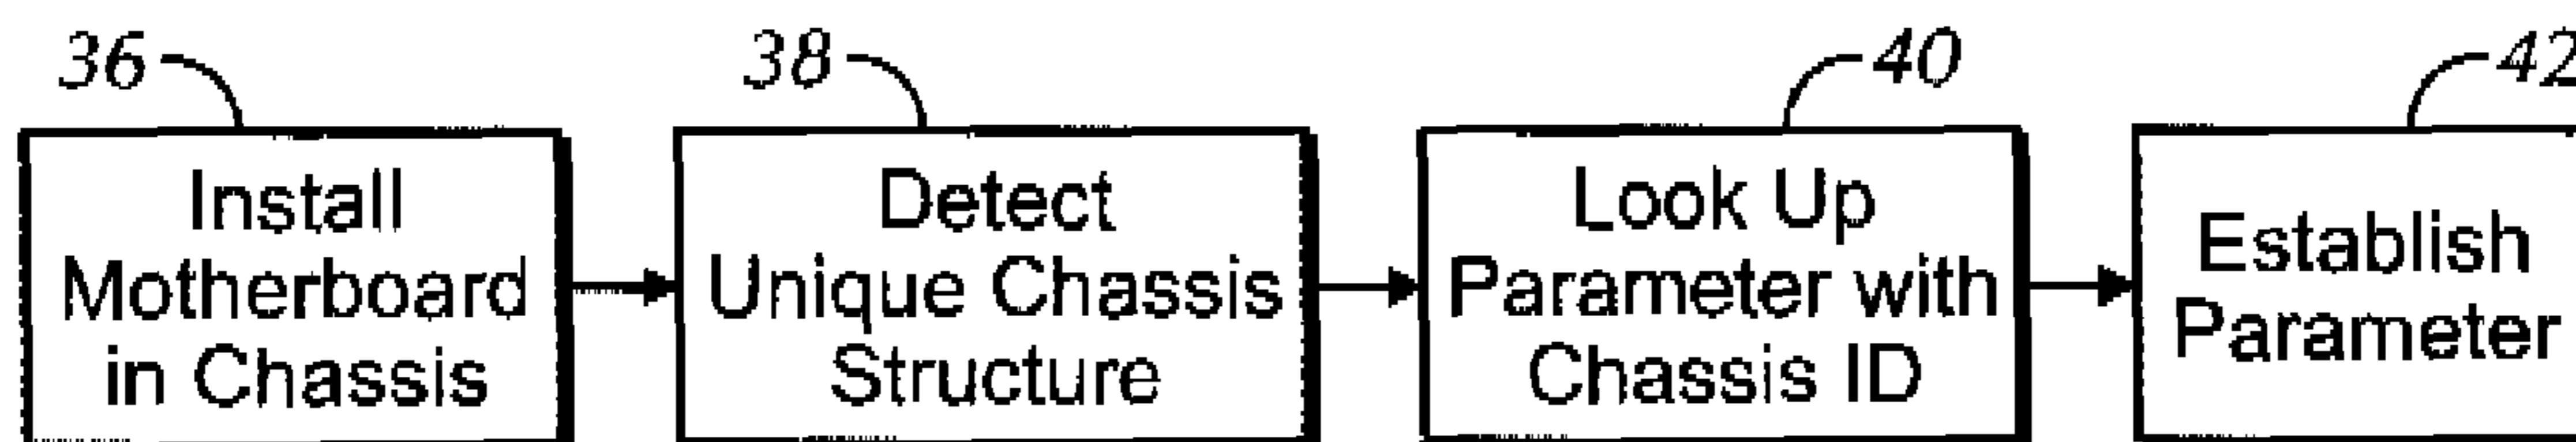 36
38
40
42
Install
Motherboard
in Chassis
Detect
Unique Chassis
Structure
Look Up
Parameter with
Chassis ID
Establish
Parameter